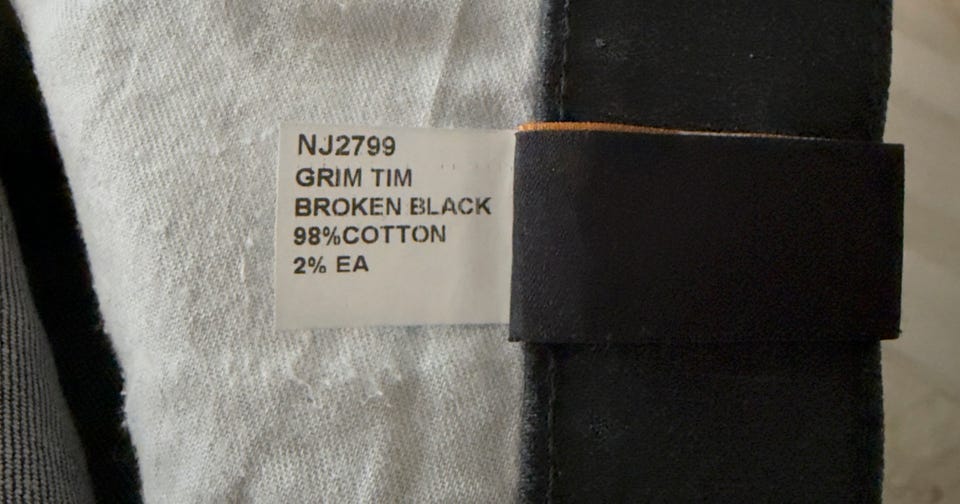 NJ2799
GRIM TIM
BROKEN BLACK
98%COTTON
2% EA